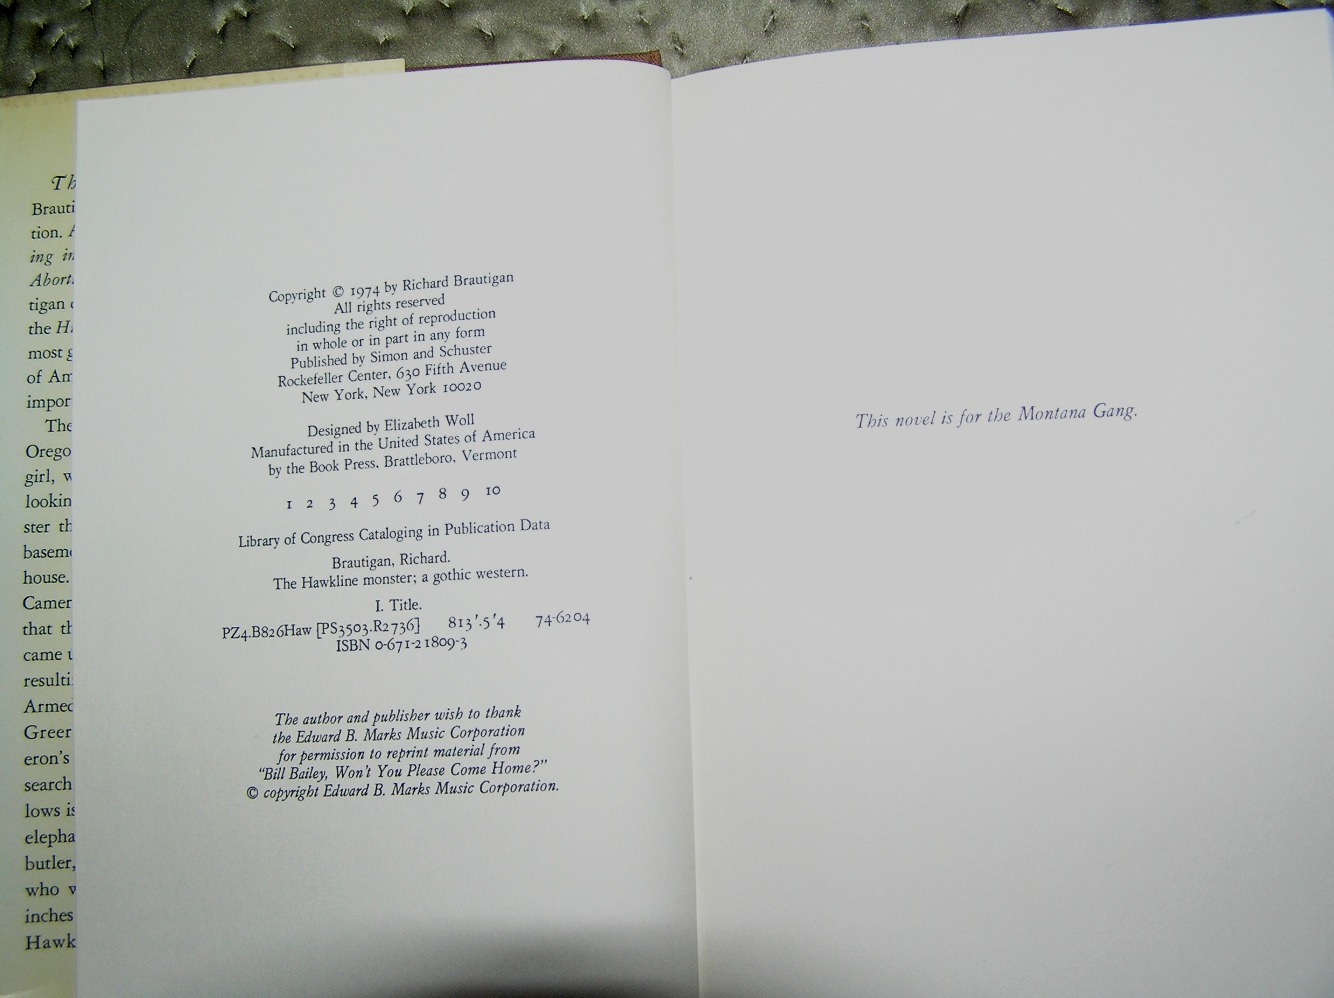 Th
Brauti
tion. A
ing in
Abort
tigan
the H
most g
of Am
impor
The
Orego
girl, w
lookin
ster th
basem
house.
Camer
that th
came u
resulti
Armed
Greer
eron's
search
lows is
elepha
butler,
who w
inches
Hawk
Copyright © 1974 by Richard Brautigan
All rights reserved
including the right of reproduction
in whole or in part in any form
Published by Simon and Schuster
Rockefeller Center, 630 Fifth Avenue
New York, New York 10020
Designed by Elizabeth Woll
Manufactured in the United States of America
by the Book Press, Brattleboro, Vermont
1 2 3 4 5 6 7 8 9 10
Library of Congress Cataloging in Publication Data
Brautigan, Richard.
The Hawkline monster; a gothic western.
I. Title.
PZ4.B826Haw [PS3503.R2736] 813'.5'4 74-6204
ISBN 0-671-21809-3
The author and publisher wish to thank
the Edward B. Marks Music Corporation
for permission to reprint material from
"Bill Bailey, Won't You Please Come Home?"
© copyright Edward B. Marks Music Corporation.
This novel is for the Montana Gang.